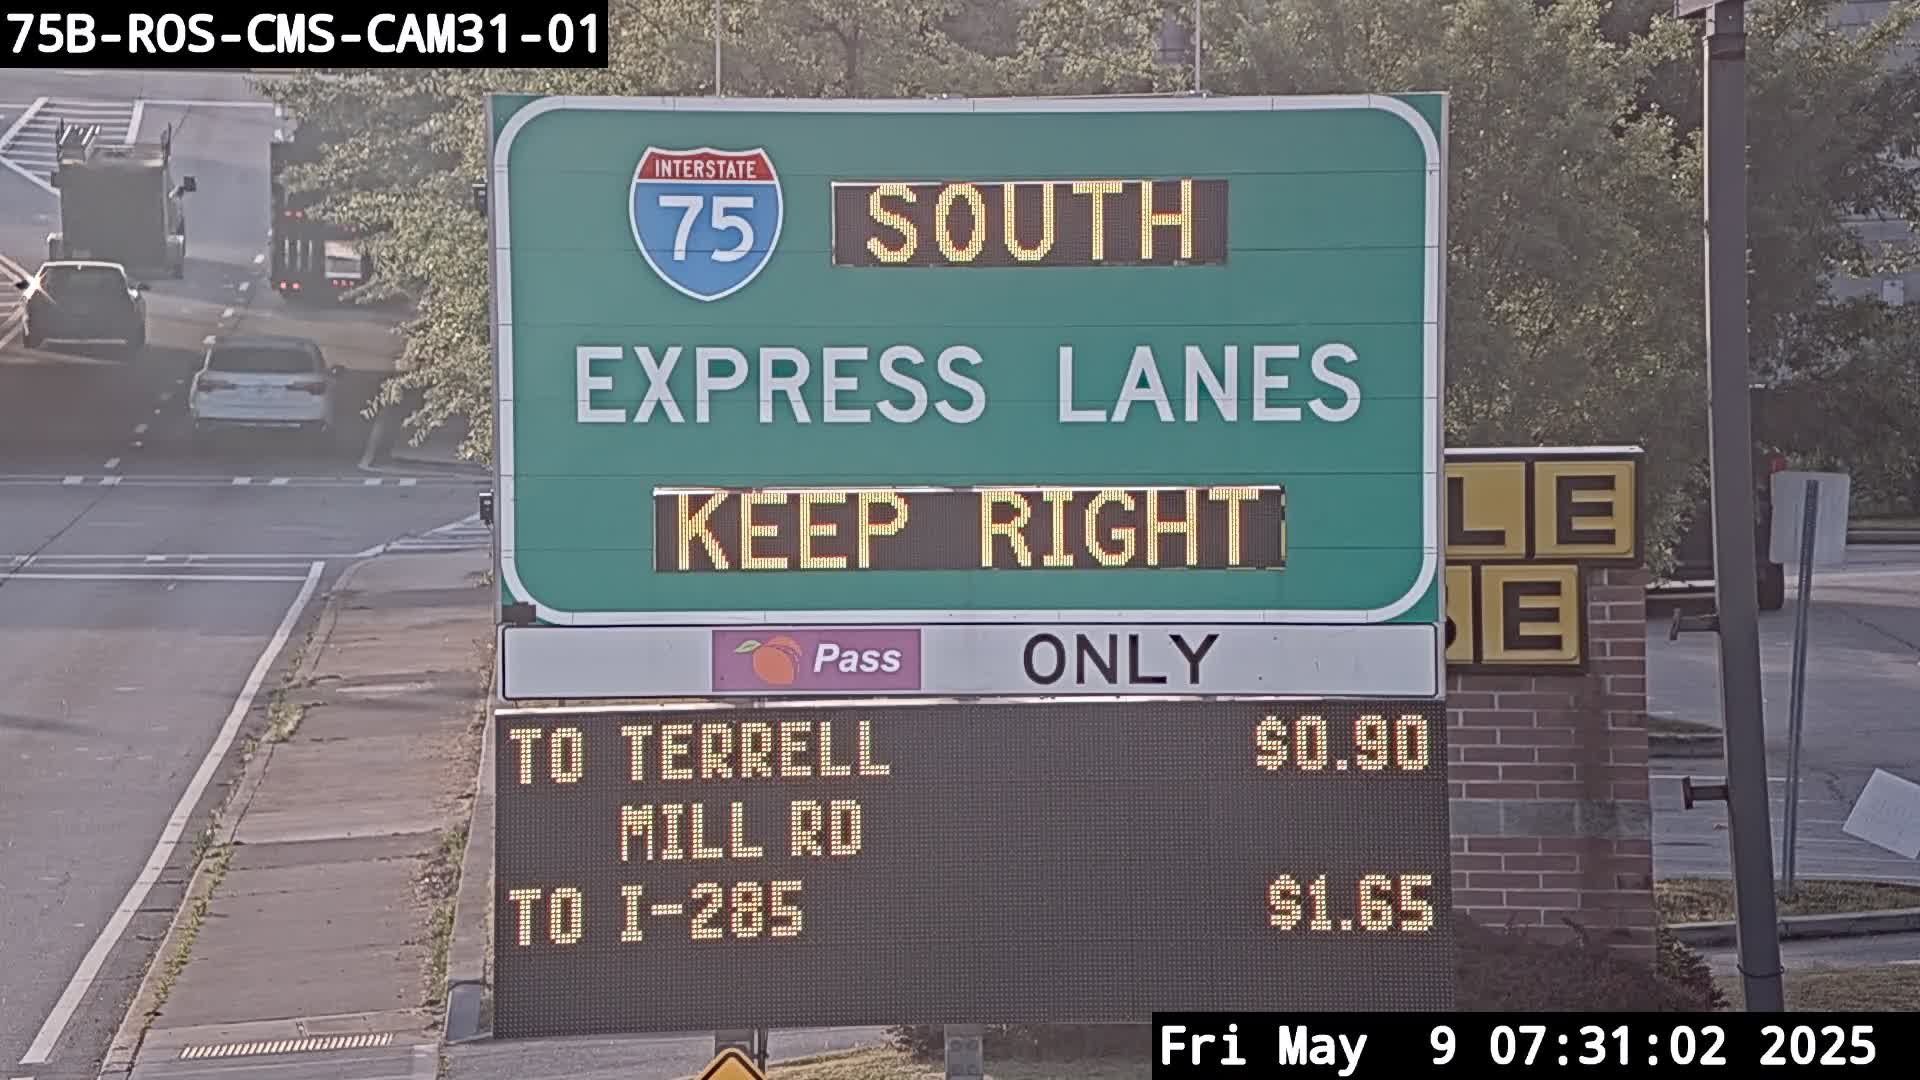 75B-ROS-CMS-CAM31-01
INTERSTATE
75
SOUTH
EXPRESS LANES
KEEP RIGHT
Pass ONLY
TO TERRELL $0.90
MILL RD
TO I-285 $1.65
LE
E
Fri May 9 07:31:02 2025